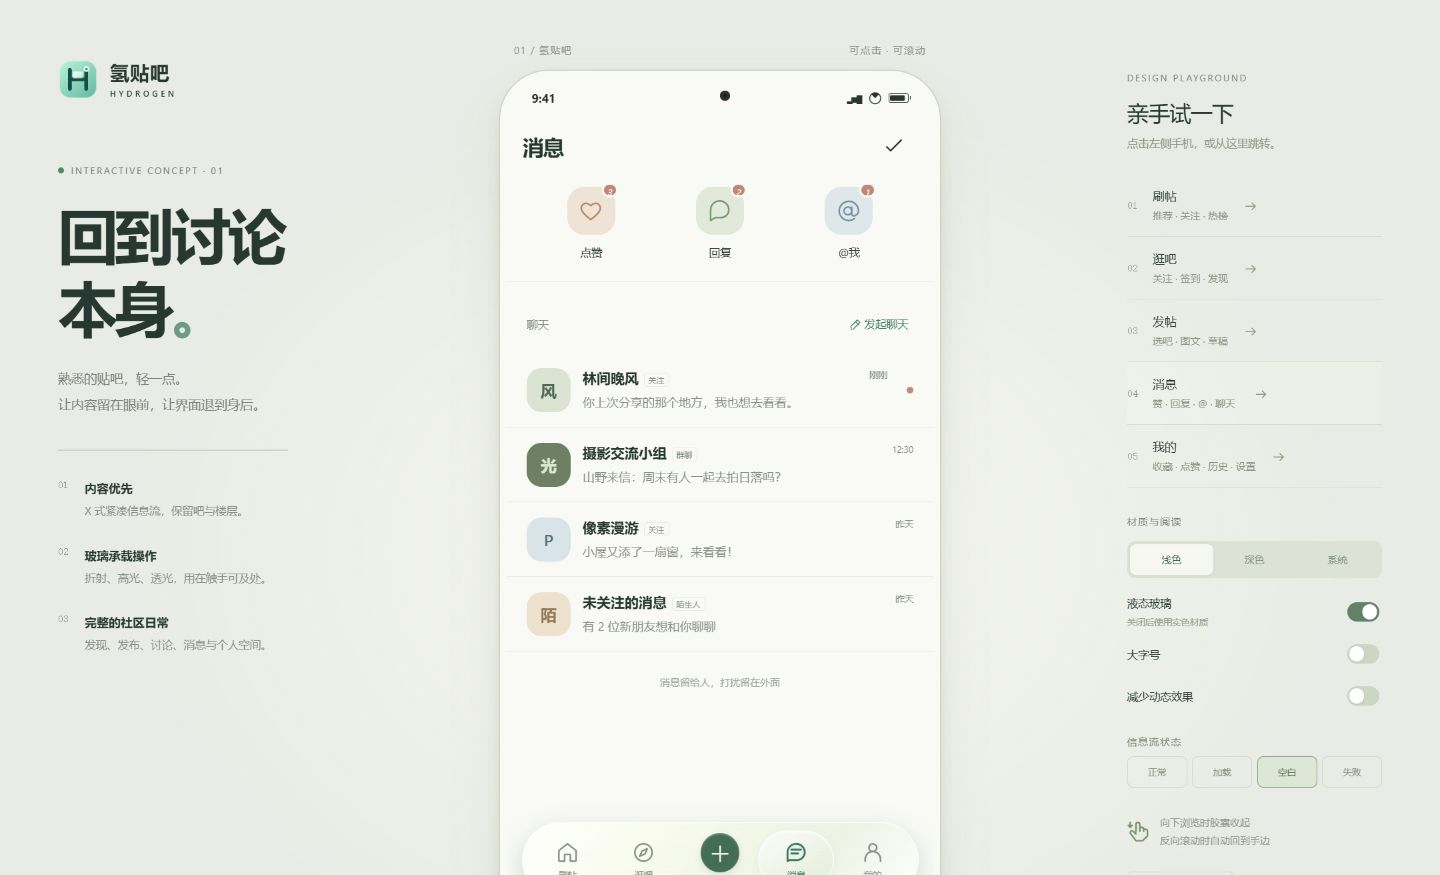 氢贴吧
HYDROGEN
INTERACTIVE CONCEPT · 01
回到讨论
本身。
熟悉的贴吧，轻一点。
让内容留在眼前，让界面退到身后。
01
内容优先
X 式紧凑信息流，保留吧与楼层。
02
玻璃承载操作
折射、高光、透光，用在触手可及处。
03
完整的社区日常
发现、发布、讨论、消息与个人空间。
01 / 氢贴吧
可点击 · 可滚动
9:41
消息
3
2
1
点赞
回复
@我
聊天
发起聊天
风
林间晚风 关注
刚刚
你上次分享的那个地方，我也想去看看。
光
摄影交流小组 群聊
12:30
山野来信：周末有人一起去拍日落吗？
P
像素漫游 关注
昨天
小屋又添了一扇窗，来看看！
陌
未关注的消息 陌生人
昨天
有 2 位新朋友想和你聊聊
消息留给人，打扰留在外面
刷帖
逛吧
消息
我的
DESIGN PLAYGROUND
亲手试一下
点击左侧手机，或从这里跳转。
01
刷帖
推荐 · 关注 · 热榜
→
02
逛吧
关注 · 签到 · 发现
→
03
发帖
选吧 · 图文 · 草稿
→
04
消息
赞 · 回复 · @ · 聊天
→
05
我的
收藏 · 点赞 · 历史 · 设置
→
材质与阅读
浅色
深色
系统
液态玻璃
关闭后使用实色材质
大字号
减少动态效果
信息流状态
正常
加载
空白
失败
向下浏览时胶囊收起
反向滚动时自动回到手边